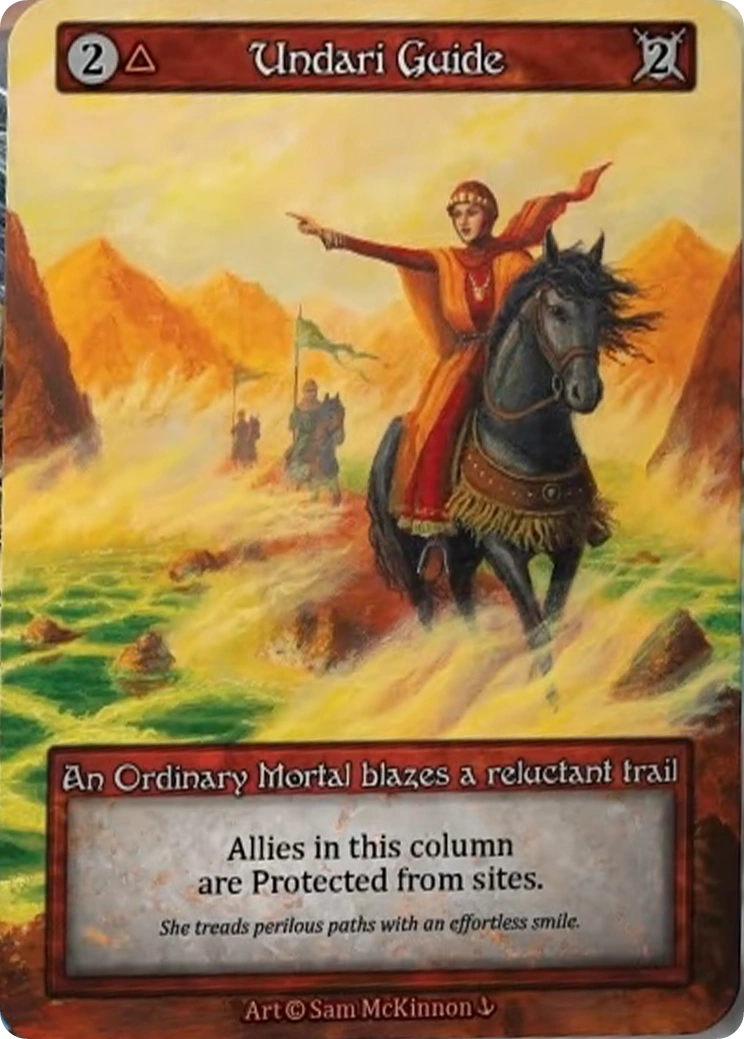 2 Undari Guide 2
An Ordinary Mortal blazes a reluctant trail
Allies in this column
are Protected from sites.
She treads perilous paths with an effortless smile.
Art © Sam McKinnon